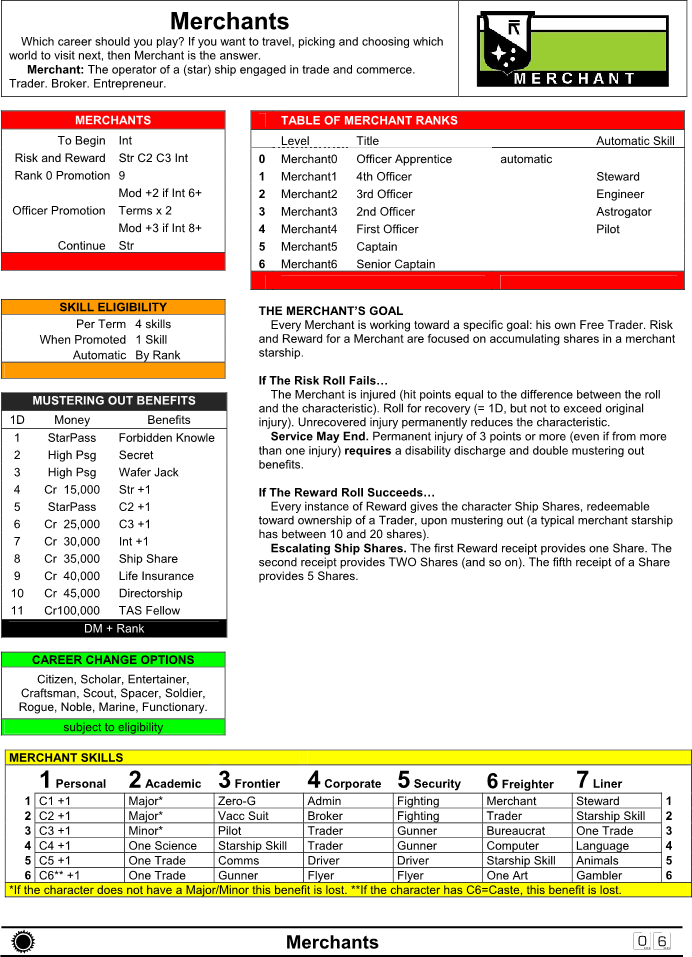 Merchants
Which career should you play? If you want to travel, picking and choosing which
world to visit next, then Merchant is the answer.
Merchant: The operator of a (star) ship engaged in trade and commerce.
Trader. Broker. Entrepreneur.
MERCHANT
MERCHANTS
To Begin Int
Risk and Reward Str C2 C3 Int
Rank 0 Promotion 9
Mod +2 if Int 6+
Officer Promotion Terms x 2
Mod +3 if Int 8+
Continue Str
TABLE OF MERCHANT RANKS
Level Title Automatic Skill
0 Merchant0 Officer Apprentice automatic
1 Merchant1 4th Officer Steward
2 Merchant2 3rd Officer Engineer
3 Merchant3 2nd Officer Astrogator
4 Merchant4 First Officer Pilot
5 Merchant5 Captain
6 Merchant6 Senior Captain
SKILL ELIGIBILITY
Per Term 4 skills
When Promoted 1 Skill
Automatic By Rank
MUSTERING OUT BENEFITS
1D Money Benefits
1 StarPass Forbidden Knowle
2 High Psg Secret
3 High Psg Wafer Jack
4 Cr 15,000 Str +1
5 StarPass C2 +1
6 Cr 25,000 C3 +1
7 Cr 30,000 Int +1
8 Cr 35,000 Ship Share
9 Cr 40,000 Life Insurance
10 Cr 45,000 Directorship
11 Cr100,000 TAS Fellow
DM + Rank
CAREER CHANGE OPTIONS
Citizen, Scholar, Entertainer,
Craftsman, Scout, Spacer, Soldier,
Rogue, Noble, Marine, Functionary.
subject to eligibility
THE MERCHANT'S GOAL
Every Merchant is working toward a specific goal: his own Free Trader. Risk
and Reward for a Merchant are focused on accumulating shares in a merchant
starship.
If The Risk Roll Fails…
The Merchant is injured (hit points equal to the difference between the roll
and the characteristic). Roll for recovery (= 1D, but not to exceed original
injury). Unrecovered injury permanently reduces the characteristic.
Service May End. Permanent injury of 3 points or more (even if from more
than one injury) requires a disability discharge and double mustering out
benefits.
If The Reward Roll Succeeds…
Every instance of Reward gives the character Ship Shares, redeemable
toward ownership of a Trader, upon mustering out (a typical merchant starship
has between 10 and 20 shares).
Escalating Ship Shares. The first Reward receipt provides one Share. The
second receipt provides TWO Shares (and so on). The fifth receipt of a Share
provides 5 Shares.
MERCHANT SKILLS
1 Personal 2 Academic 3 Frontier 4 Corporate 5 Security 6 Freighter 7 Liner
1 C1 +1 Major* Zero-G Admin Fighting Merchant Steward 1
2 C2 +1 Major* Vacc Suit Broker Fighting Trader Starship Skill 2
3 C3 +1 Minor* Pilot Trader Gunner Bureaucrat One Trade 3
4 C4 +1 One Science Starship Skill Trader Gunner Computer Language 4
5 C5 +1 One Trade Comms Driver Driver Starship Skill Animals 5
6 C6** +1 One Trade Gunner Flyer Flyer One Art Gambler 6
*If the character does not have a Major/Minor this benefit is lost. **If the character has C6=Caste, this benefit is lost.
Merchants
06